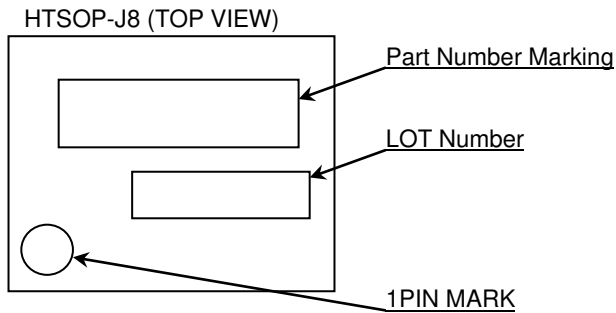 HTSOP-J8 (TOP VIEW)
Part Number Marking
LOT Number
1PIN MARK